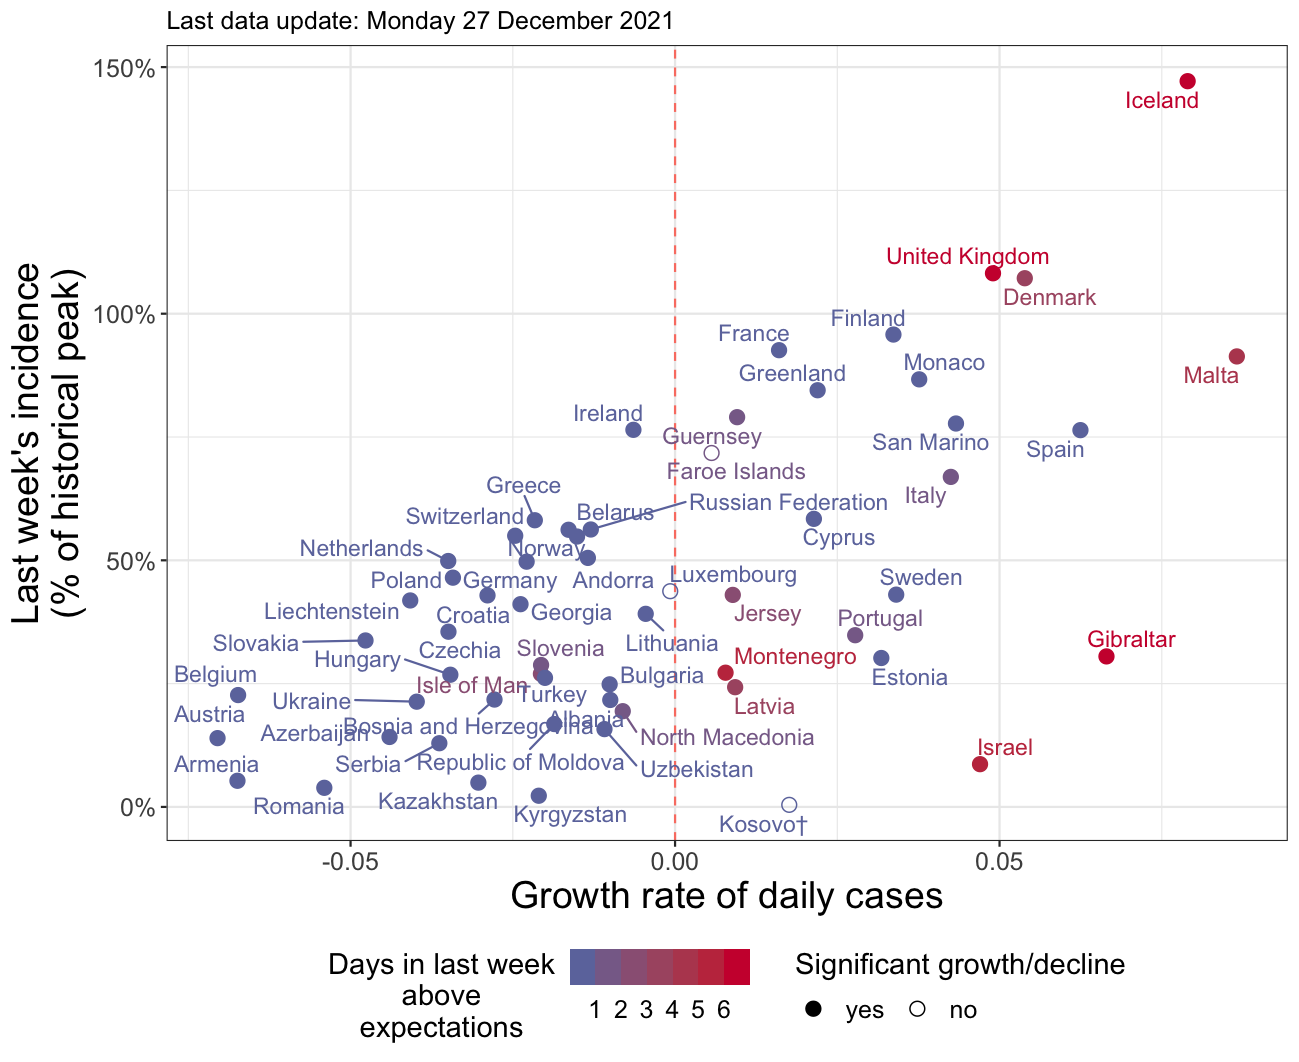 Last data update: Monday 27 December 2021
150%
100%
50%
0%
Last week's incidence
(% of historical peak)
Iceland
United Kingdom
Denmark
Finland
France
Monaco
Greenland
Malta
Ireland
Guernsey
San Marino
Spain
Faroe Islands
Greece
Italy
Russian Federation
Belarus
Switzerland
Cyprus
Netherlands
Norway
Luxembourg
Poland
Germany
Andorra
Sweden
Liechtenstein
Croatia
Georgia
Jersey
Portugal
Slovakia
Lithuania
Gibraltar
Czechia
Slovenia
Hungary
Montenegro
Belgium
Bulgaria
Estonia
Isle of Man
Turkey
Ukraine
Latvia
Austria
Albania
Bosnia and Herzegovina
Azerbaijan
North Macedonia
Israel
Armenia
Serbia
Republic of Moldova
Uzbekistan
Romania
Kazakhstan
Kyrgyzstan
Kosovo†
-0.05 0.00 0.05
Growth rate of daily cases
Days in last week
above
expectations
1 2 3 4 5 6
Significant growth/decline
yes no